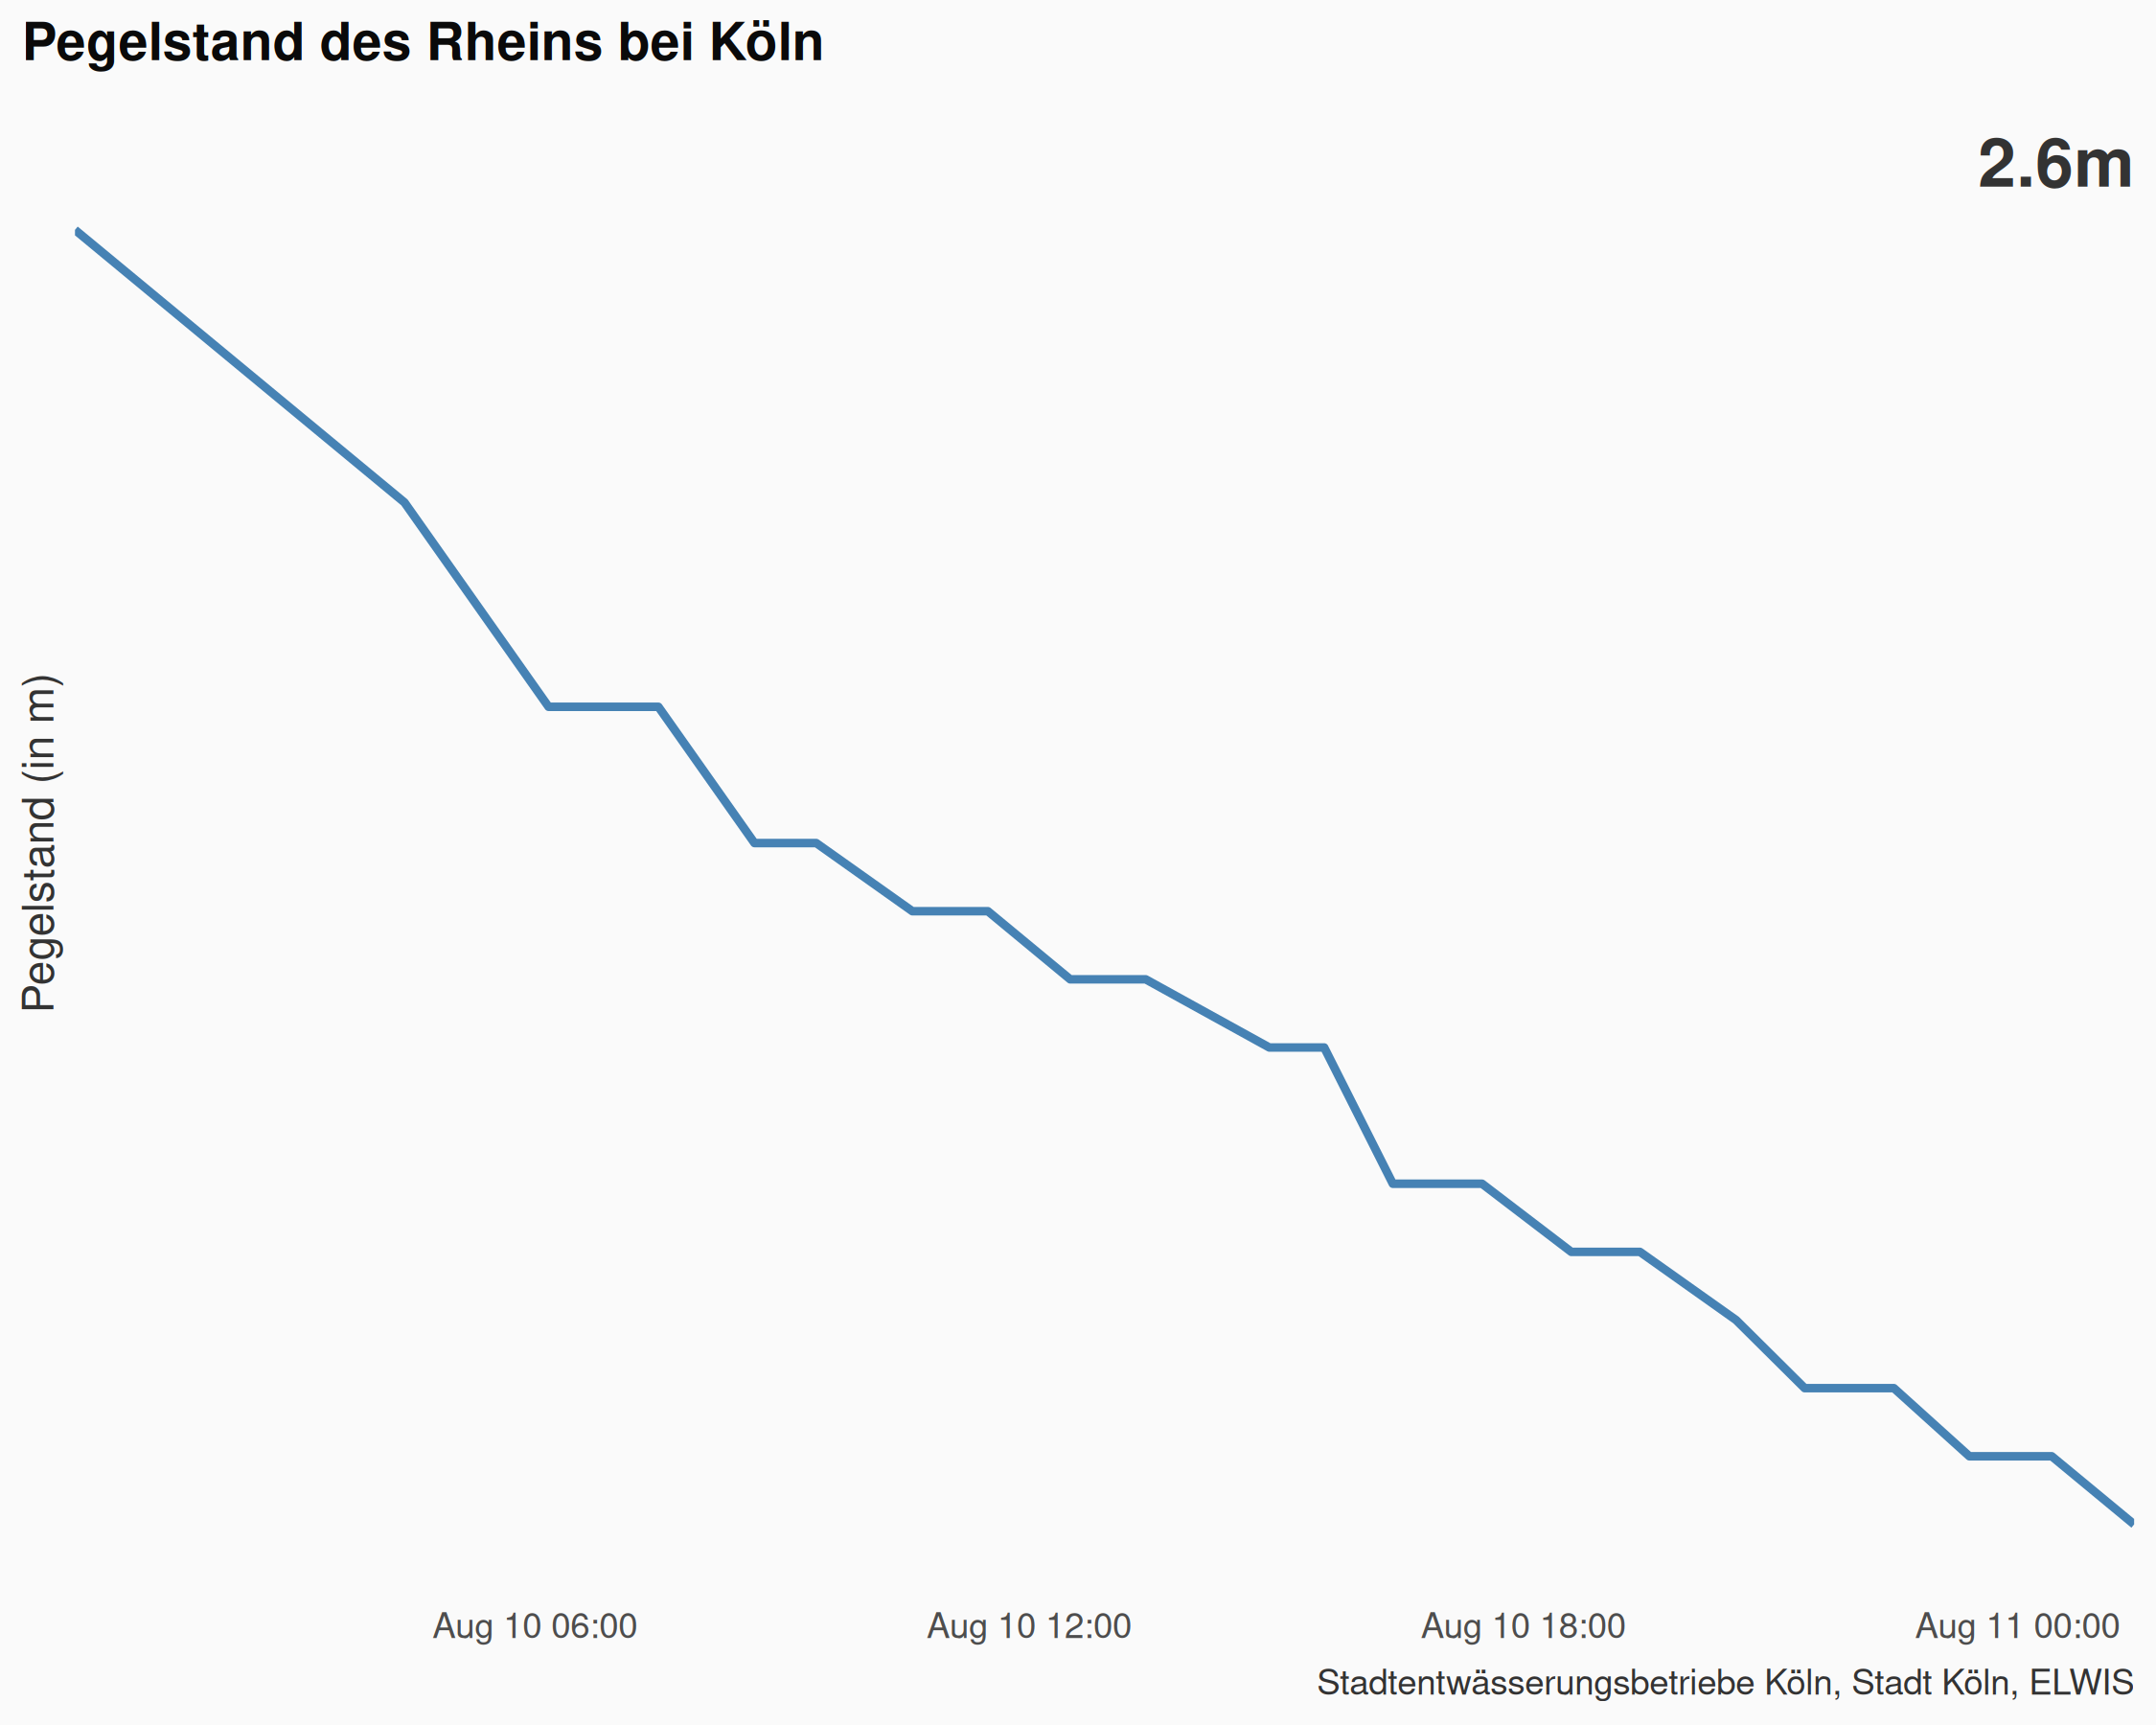 Pegelstand des Rheins bei Köln
2.6m
Pegelstand (in m)
Aug 10 06:00
Aug 10 12:00
Aug 10 18:00
Aug 11 00:00
Stadtentwässerungsbetriebe Köln, Stadt Köln, ELWIS